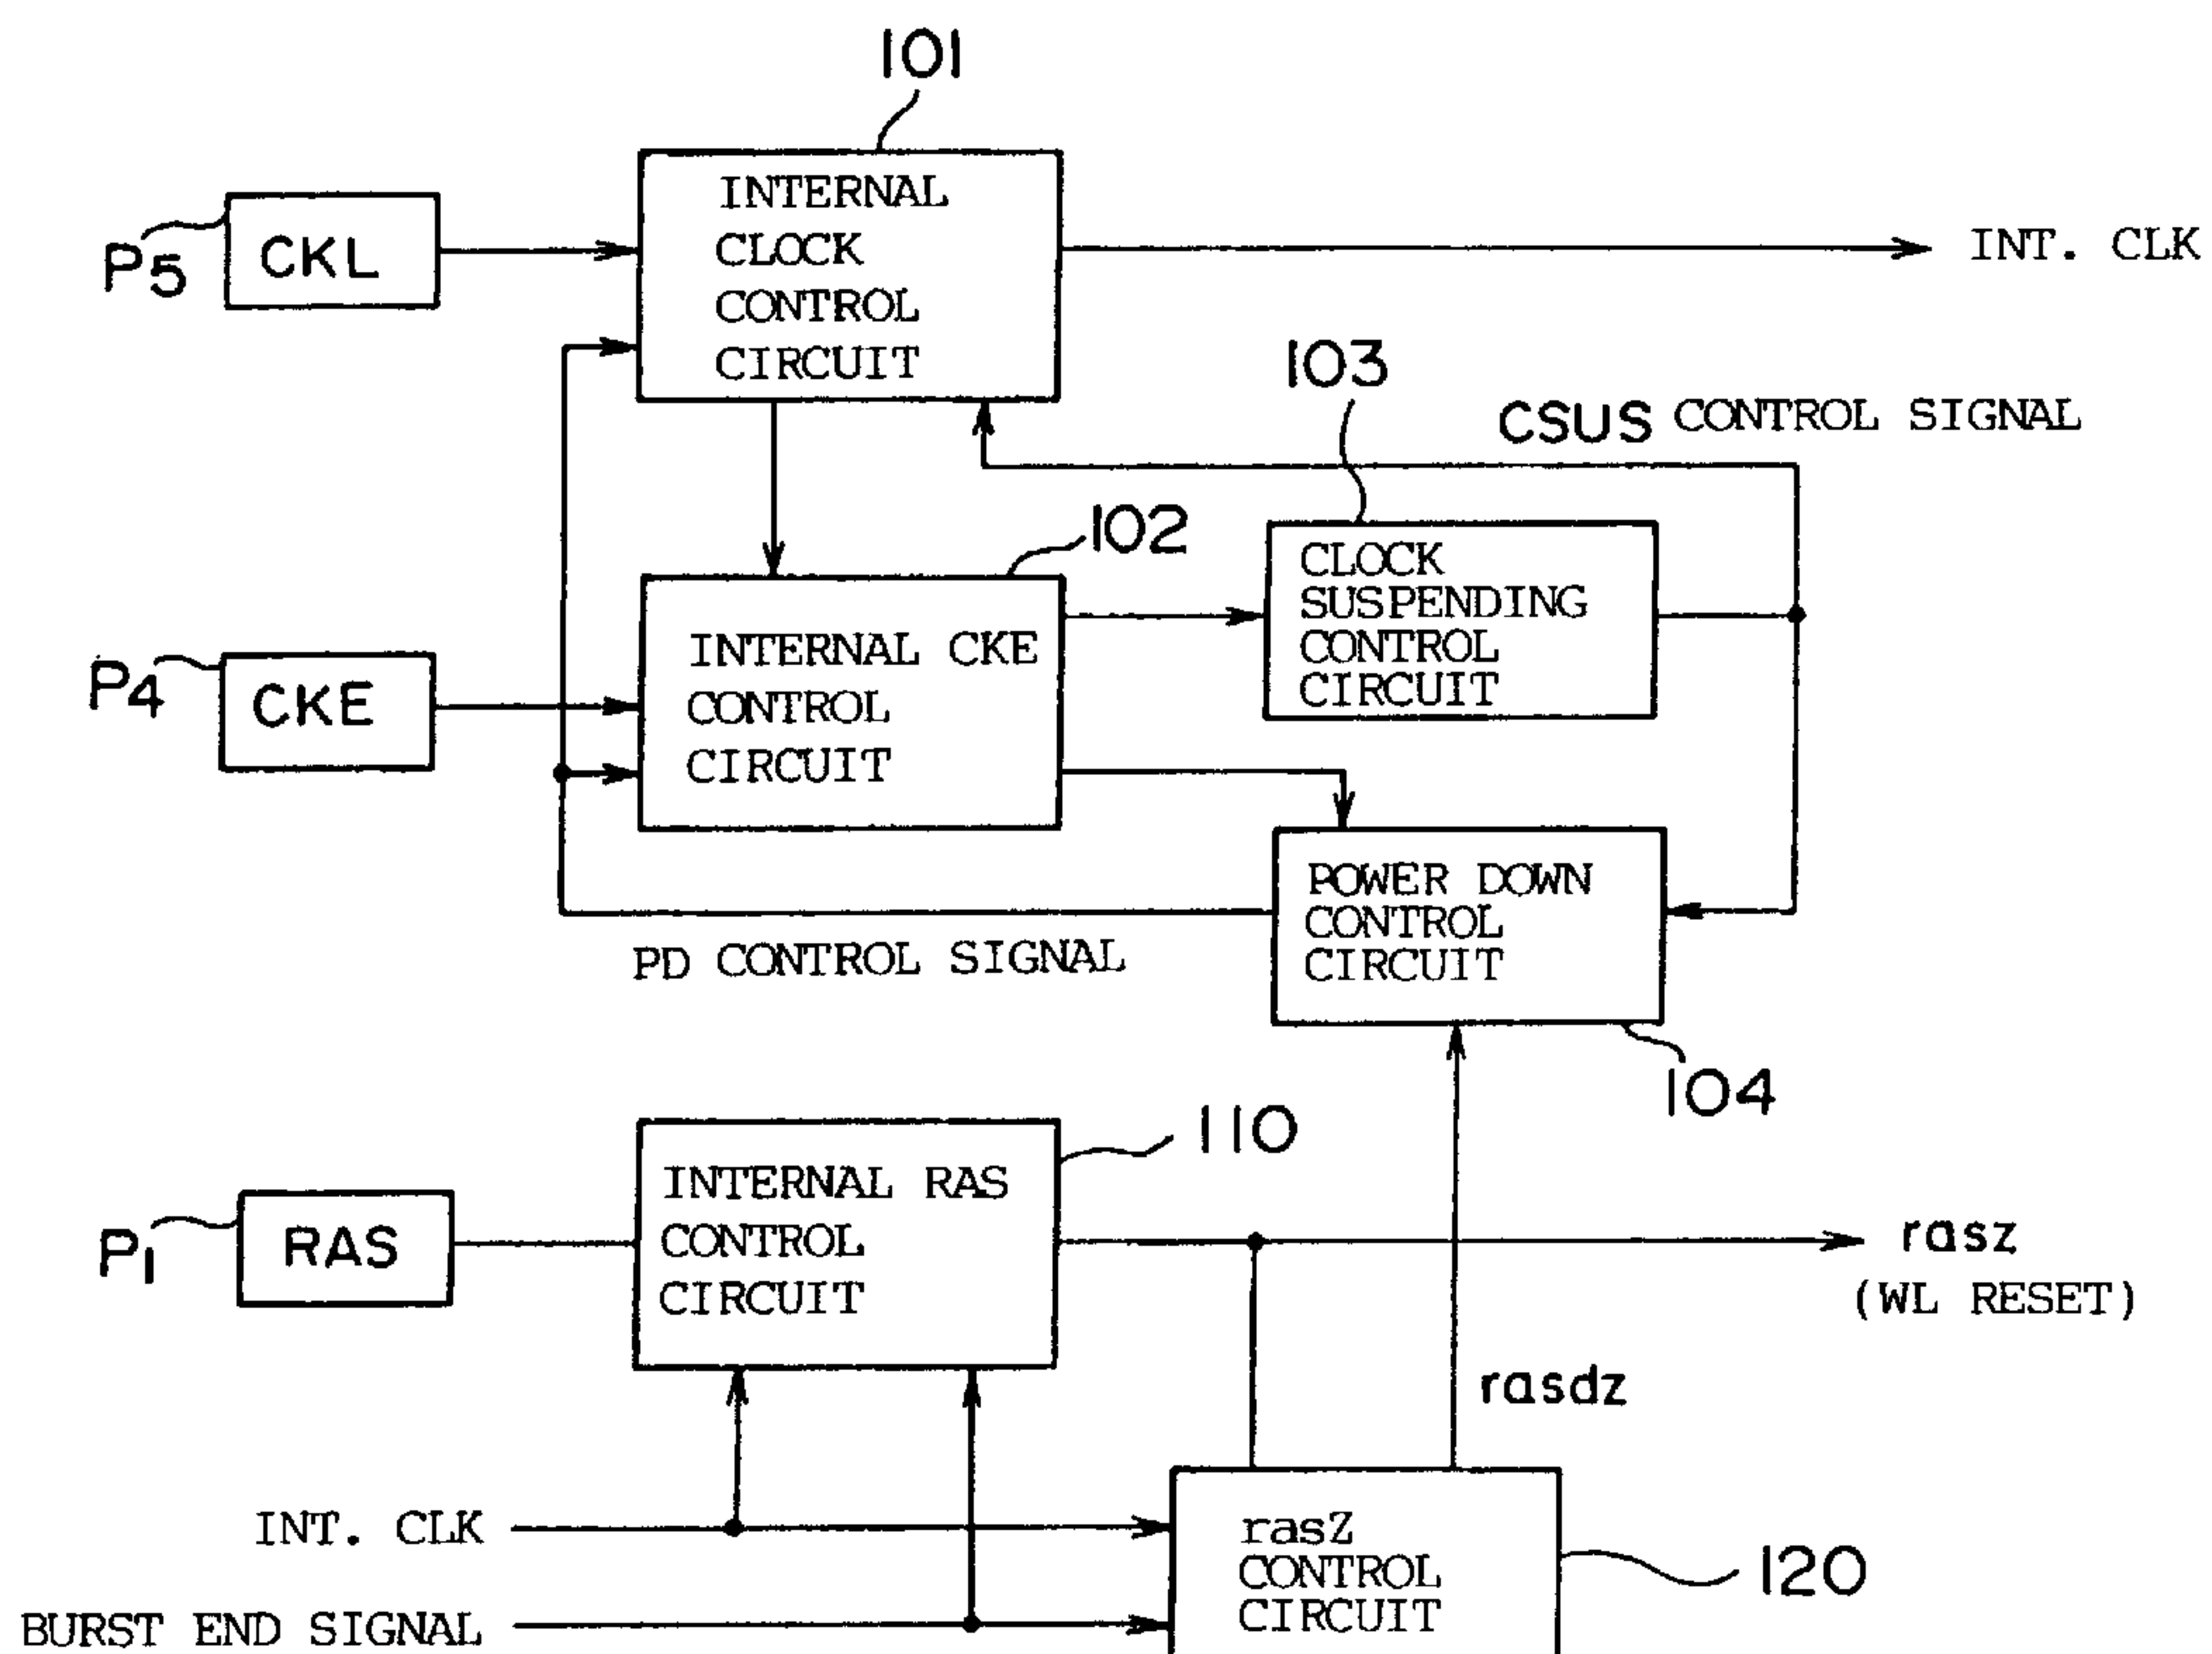 101
INTERNAL
CLOCK
CONTROL
CIRCUIT
P5
CKL
INT. CLK
103
CSUS CONTROL SIGNAL
102
CLOCK
SUSPENDING
CONTROL
CIRCUIT
P4
CKE
INTERNAL CKE
CONTROL
CIRCUIT
POWER DOWN
CONTROL
CIRCUIT
PD CONTROL SIGNAL
104
110
INTERNAL RAS
CONTROL
CIRCUIT
P1
RAS
rasz
(WL RESET)
rasdz
INT. CLK
rasZ
CONTROL
CIRCUIT
120
BURST END SIGNAL